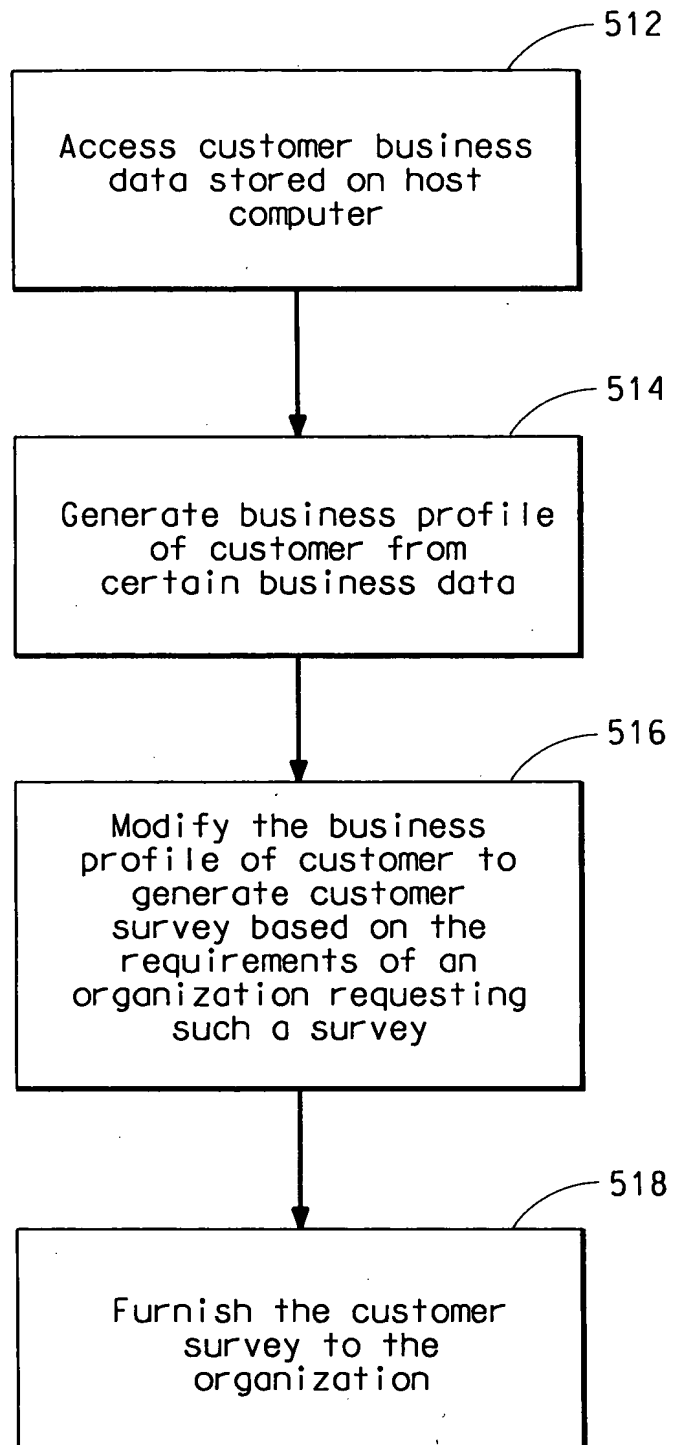 512
Access customer business
data stored on host
computer
514
Generate business profile
of customer from
certain business data
516
Modify the business
profile of customer to
generate customer
survey based on the
requirements of an
organization requesting
such a survey
518
Furnish the customer
survey to the
organization